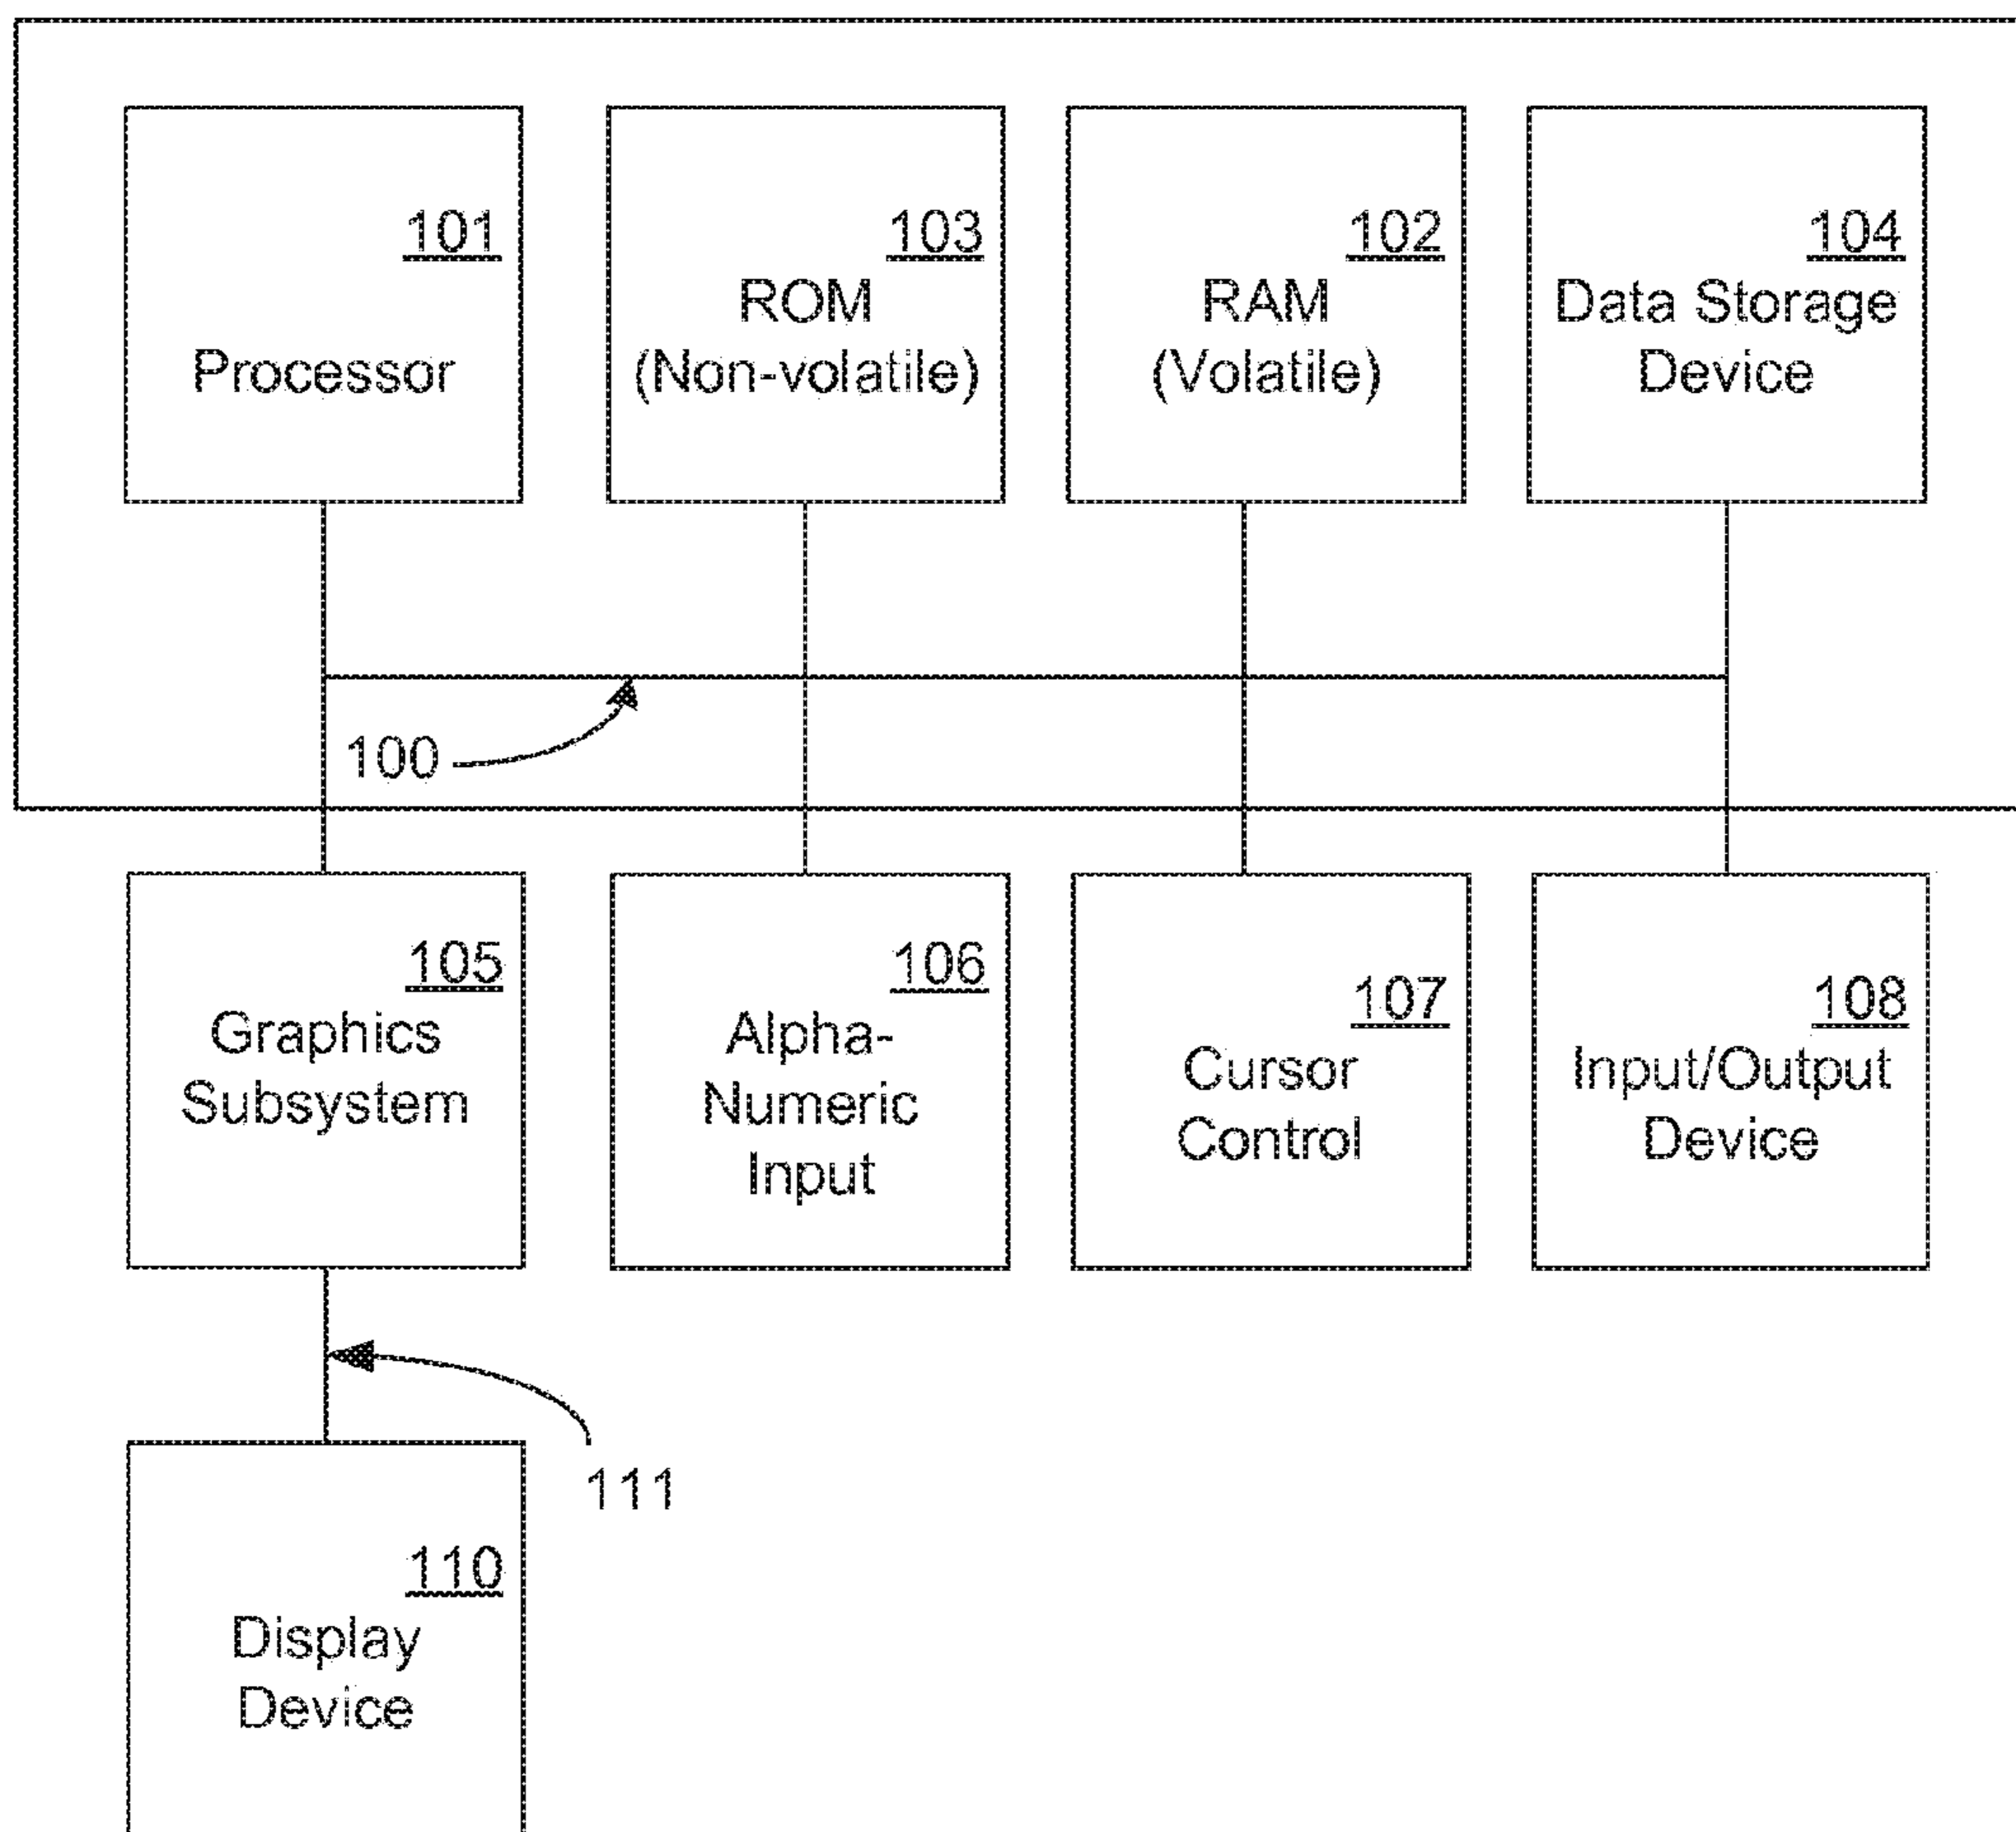 101
Processor
103
ROM
(Non-volatile)
102
RAM
(Volatile)
104
Data Storage
Device
100
105
Graphics
Subsystem
106
Alpha-
Numeric
Input
107
Cursor
Control
108
Input/Output
Device
111
110
Display
Device